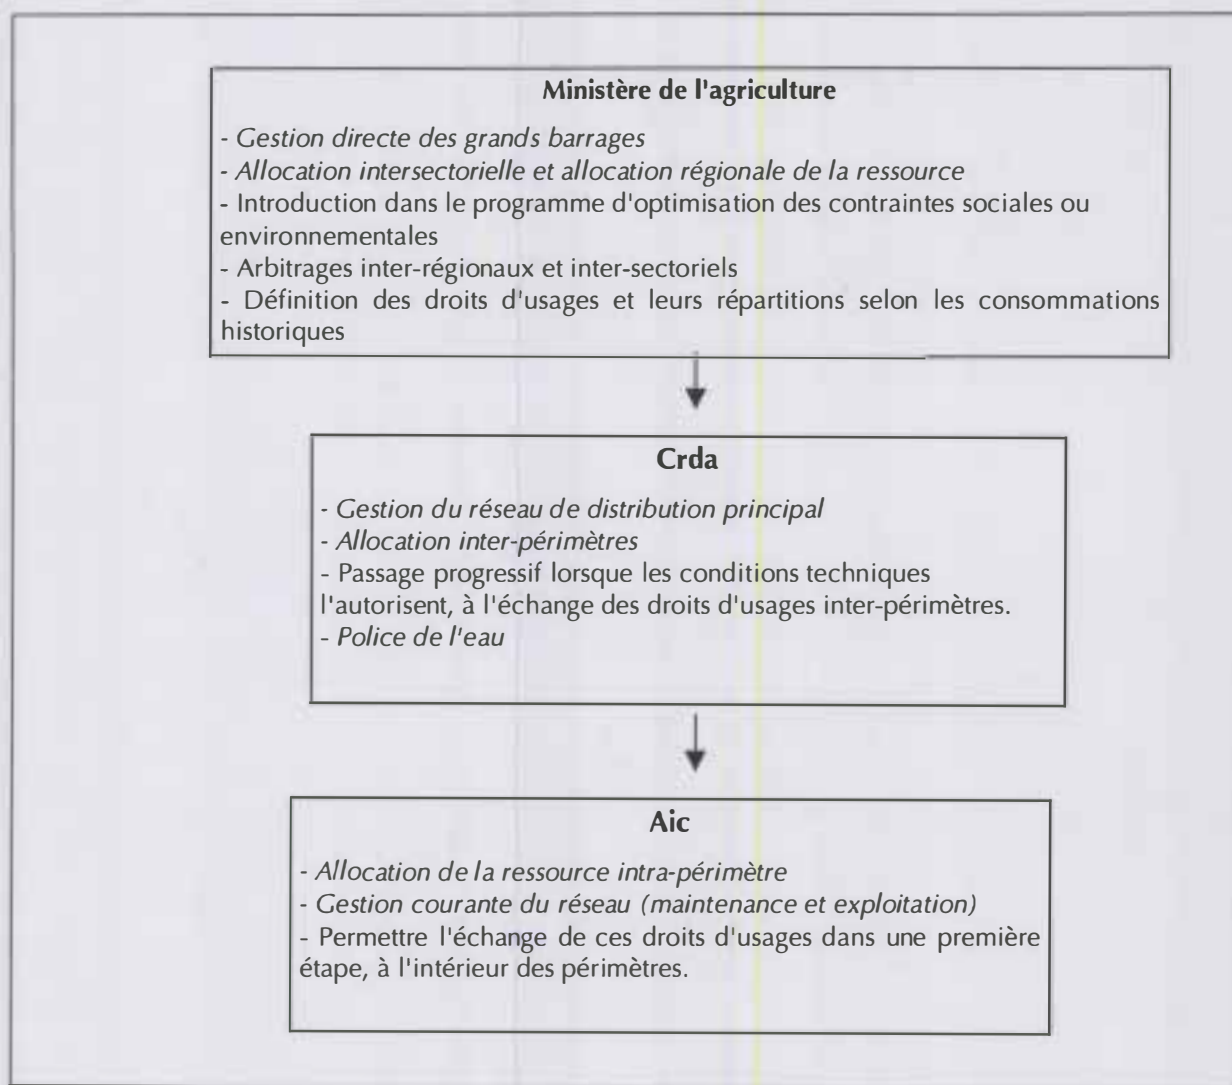 Ministère de l'agriculture
- Gestion directe des grands barrages
- Allocation intersectorielle et allocation régionale de la ressource
- Introduction dans le programme d'optimisation des contraintes sociales ou
environnementales
- Arbitrages inter-régionaux et inter-sectoriels
- Définition des droits d'usages et leurs répartitions selon les consommations
historiques
Crda
- Gestion du réseau de distribution principal
- Allocation inter-périmètres
- Passage progressif lorsque les conditions techniques
l'autorisent, à l'échange des droits d'usages inter-périmètres.
- Police de l'eau
Aic
- Allocation de la ressource intra-périmètre
- Gestion courante du réseau (maintenance et exploitation)
- Permettre l'échange de ces droits d'usages dans une première
étape, à l'intérieur des périmètres.